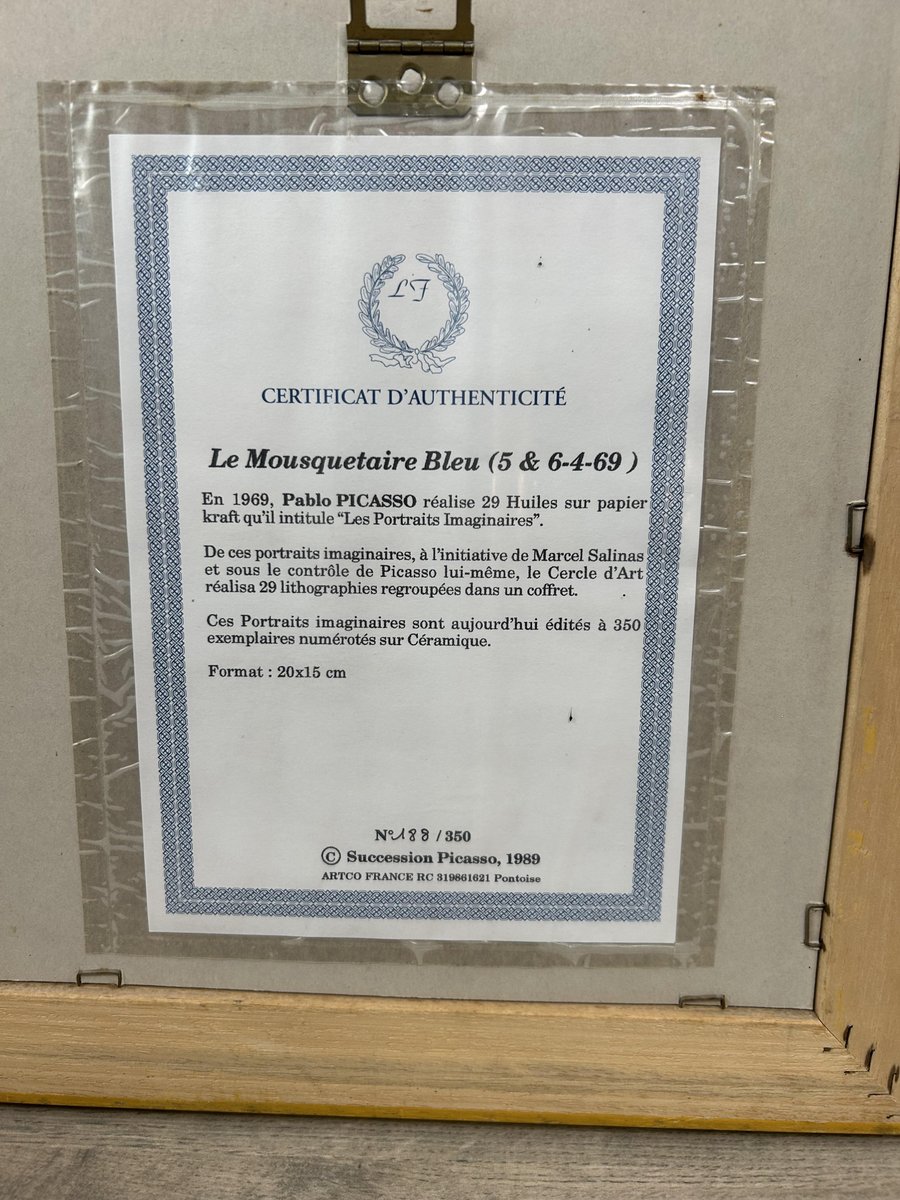 LF
CERTIFICAT D'AUTHENTICITÉ
Le Mousquetaire Bleu (5 & 6-4-69 )
En 1969, Pablo PICASSO réalise 29 Huiles sur papier
kraft qu'il intitule “Les Portraits Imaginaires”.
De ces portraits imaginaires, à l'initiative de Marcel Salinas
et sous le contrôle de Picasso lui-même, le Cercle d'Art
réalisa 29 lithographies regroupées dans un coffret.
Ces Portraits imaginaires sont aujourd'hui édités à 350
exemplaires numérotés sur Céramique.
Format : 20x15 cm
N° 188 / 350
© Succession Picasso, 1989
ARTCO FRANCE RC 319861621 Pontoise